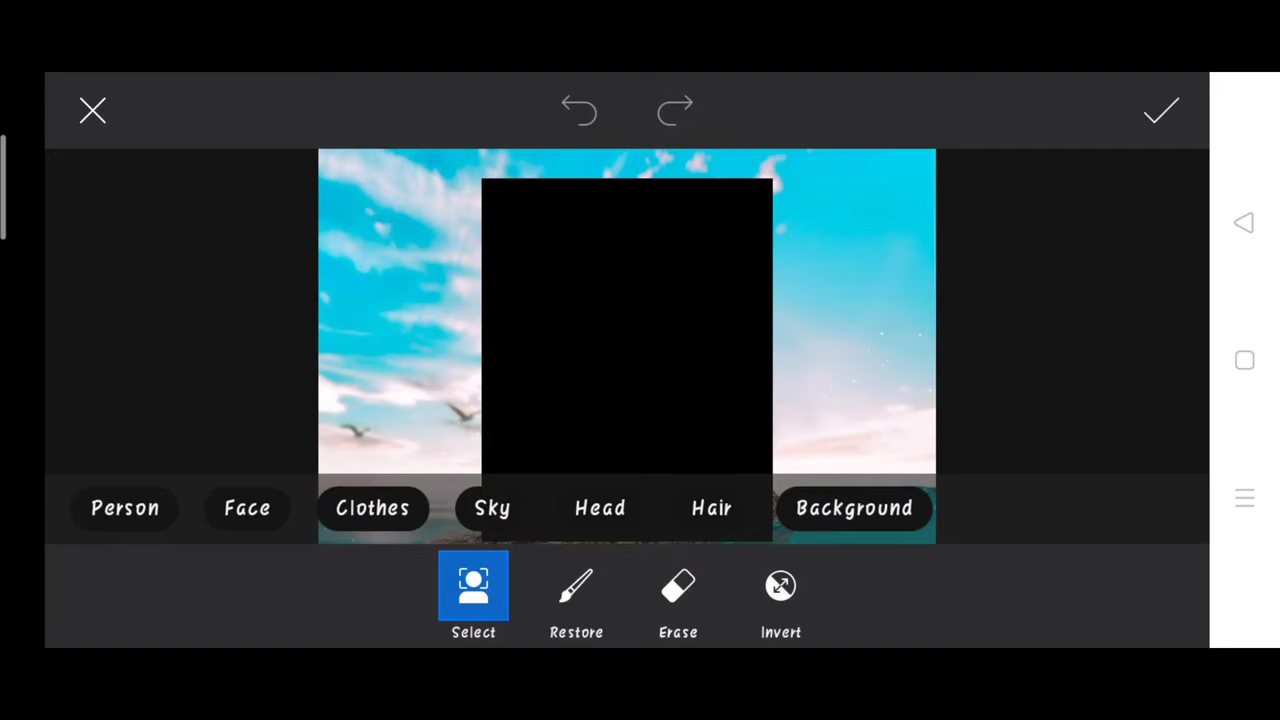 Person Face Clothes Sky Head Hair Background
Select Restore Erase Invert